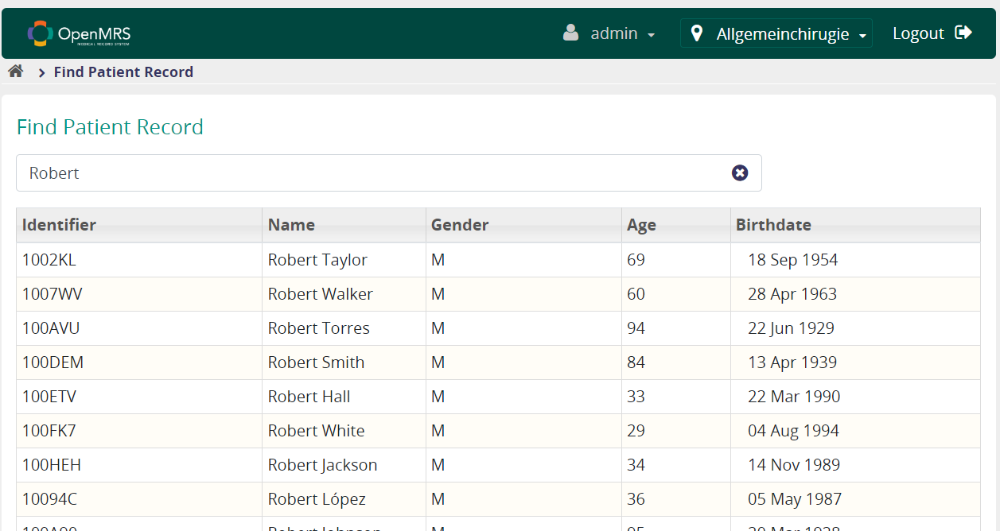 OpenMRS
MEDICAL RECORD SYSTEM
admin
Allgemeinchirugie
Logout
Find Patient Record
Find Patient Record
Robert
Identifier Name Gender Age Birthdate
1002KL Robert Taylor M 69 18 Sep 1954
1007WV Robert Walker M 60 28 Apr 1963
100AVU Robert Torres M 94 22 Jun 1929
100DEM Robert Smith M 84 13 Apr 1939
100ETV Robert Hall M 33 22 Mar 1990
100FK7 Robert White M 29 04 Aug 1994
100HEH Robert Jackson M 34 14 Nov 1989
10094C Robert López M 36 05 May 1987
Robert Johnson M 95 Mar 1928